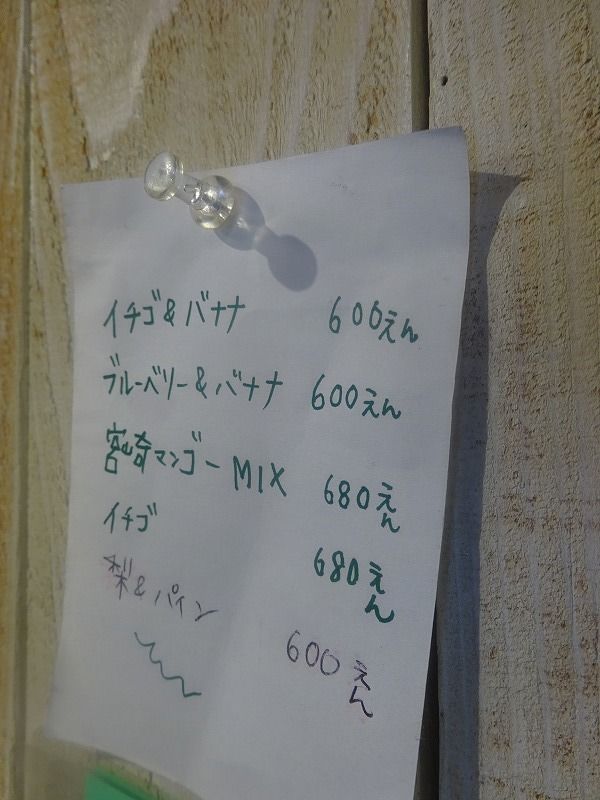 イチゴ&バナナ 600えん
ブルーベリー&バナナ 600えん
宮崎マンゴーMIX 680えん
イチゴ 680えん
梨&パイン 600えん